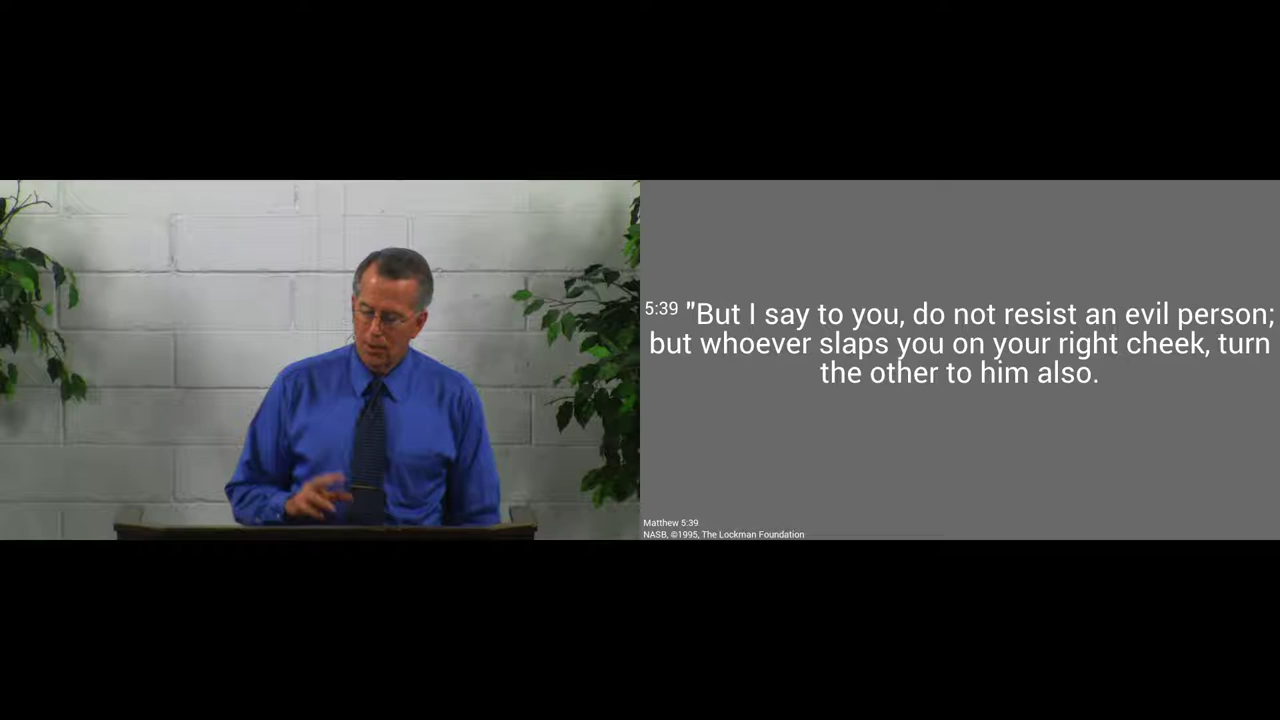 5:39 "But I say to you, do not resist an evil person;
but whoever slaps you on your right cheek, turn
the other to him also.
Matthew 5:39
NASB, ©1995, The Lockman Foundation